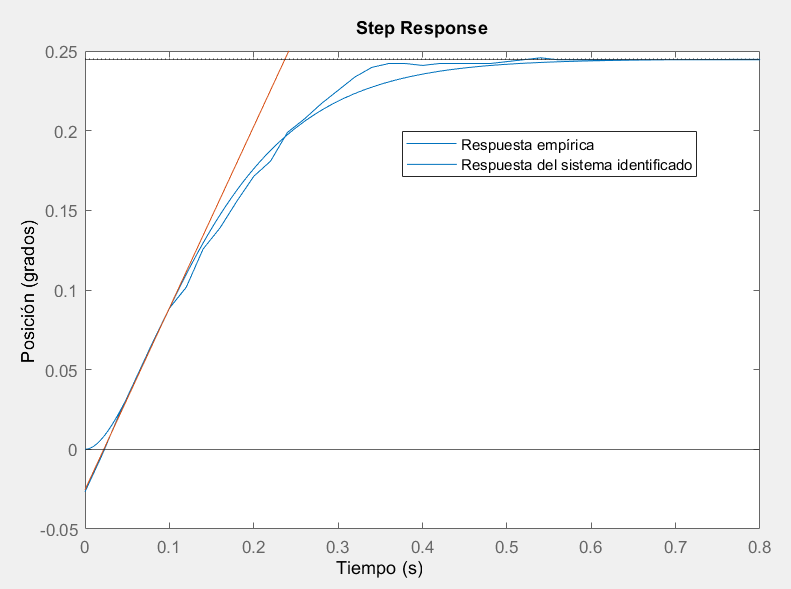 Step Response
0.25
0.2
0.15
0.1
0.05
0
-0.05
Posición (grados)
Respuesta empírica
Respuesta del sistema identificado
0 0.1 0.2 0.3 0.4 0.5 0.6 0.7 0.8
Tiempo (s)